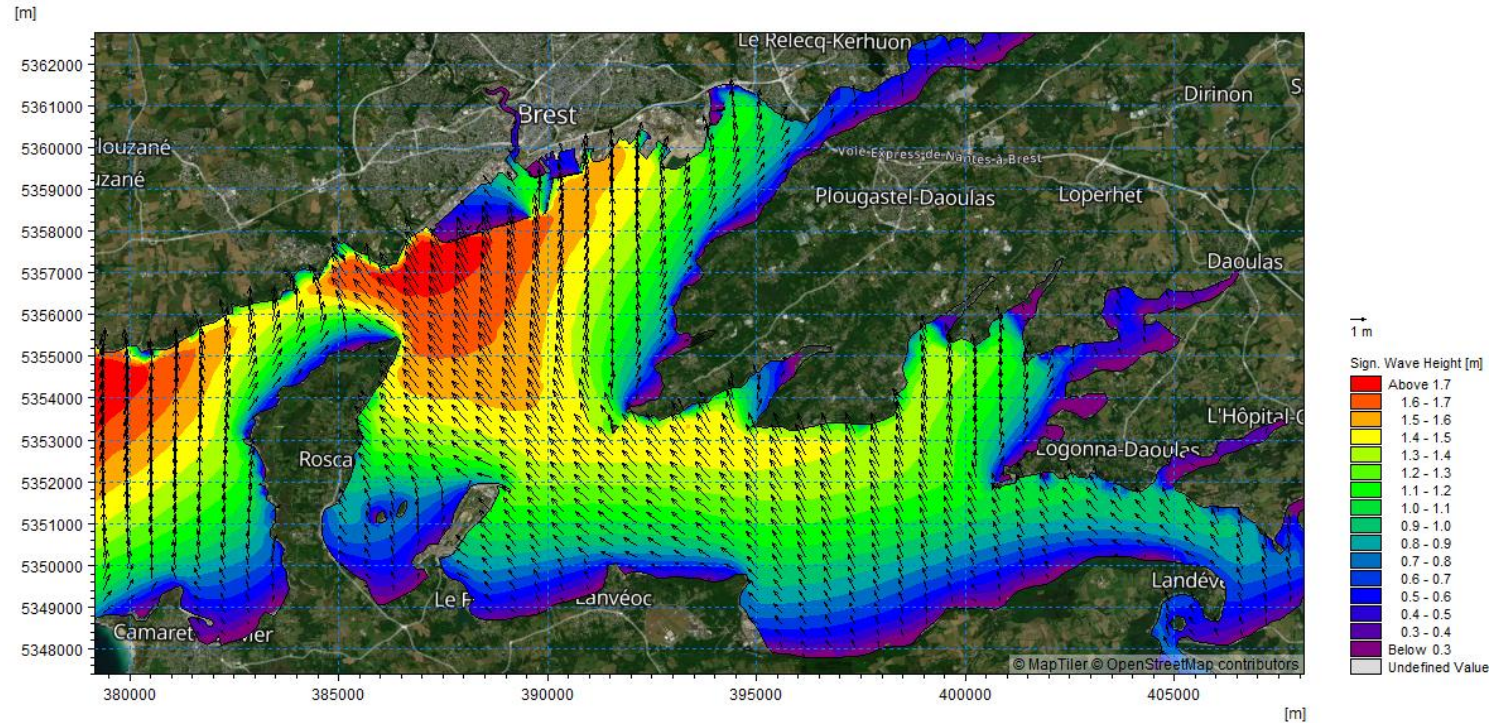 [m]
Le Relecq-Kerhuon
5362000
Dirinon
5361000
Brest
5360000
louzané
Voie Express de Nantes à Brest
uzané
5359000
Plougastel-Daoulas
Loperhet
5358000
Daoulas
5357000
5356000
5355000
1 m
Sign. Wave Height [m]
Above 1.7
1.6 - 1.7
1.5 - 1.6
1.4 - 1.5
1.3 - 1.4
1.2 - 1.3
1.1 - 1.2
1.0 - 1.1
0.9 - 1.0
0.8 - 0.9
0.7 - 0.8
0.6 - 0.7
0.5 - 0.6
0.4 - 0.5
0.3 - 0.4
Below 0.3
Undefined Value
5354000
L'Hôpital-C
5353000
Logonna-Daoulas
Rosca
5352000
5351000
5350000
Landéve
Le F
Lanvéoc
5349000
Camaret
vier
5348000
© MapTiler © OpenStreetMap contributors
380000
385000
390000
395000
400000
405000
[m]